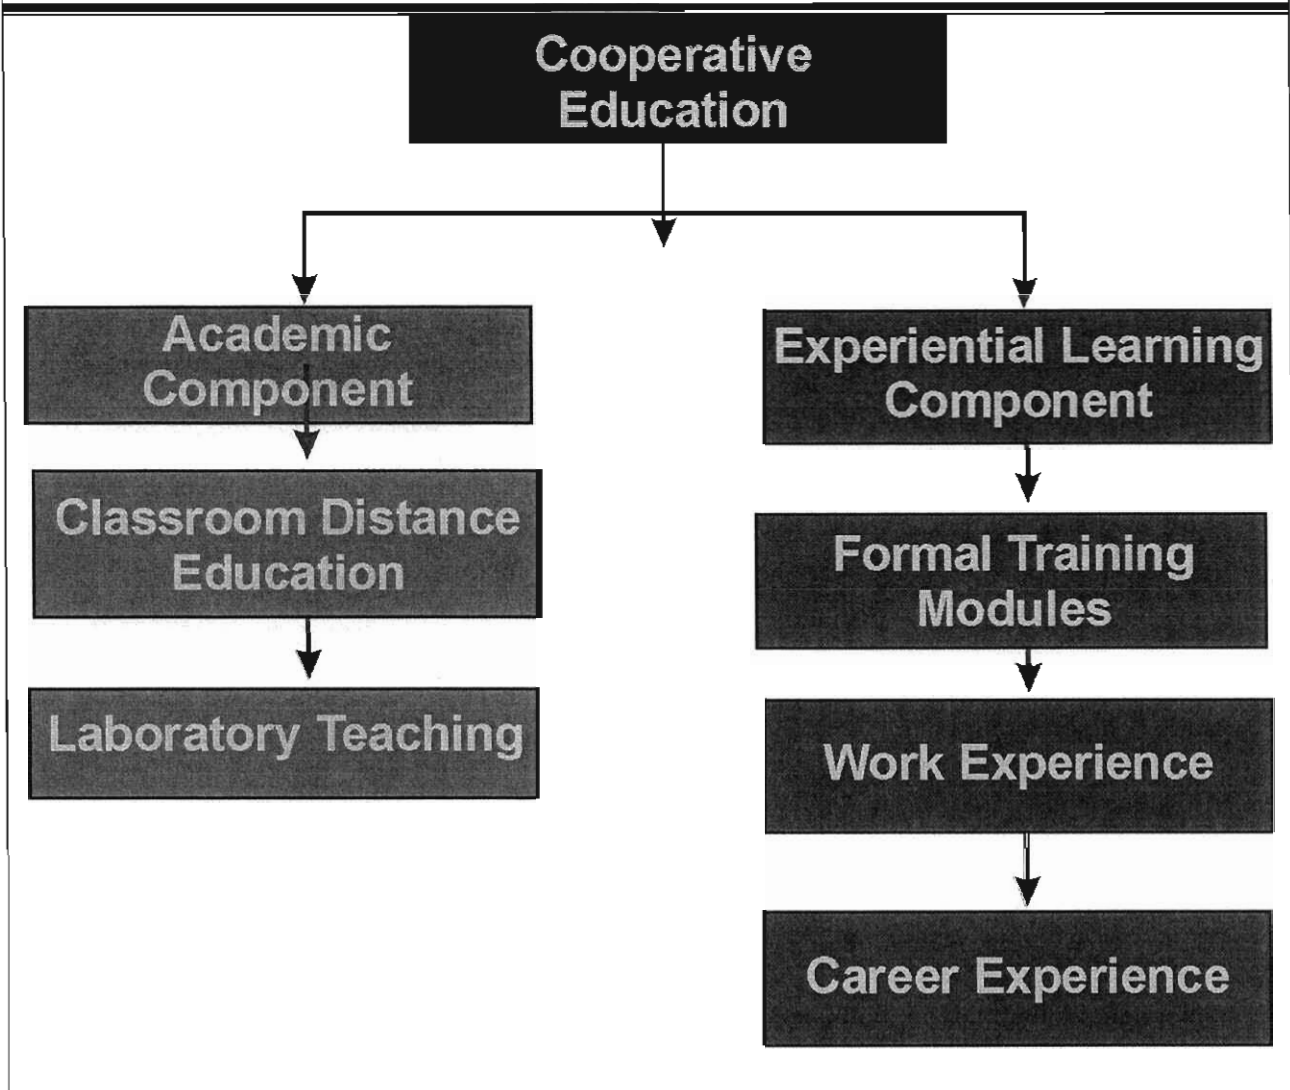 Cooperative
Education
Academic
Component
Classroom Distance
Education
Laboratory Teaching
Experiential Learning
Component
Formal Training
Modules
Work Experience
Career Experience